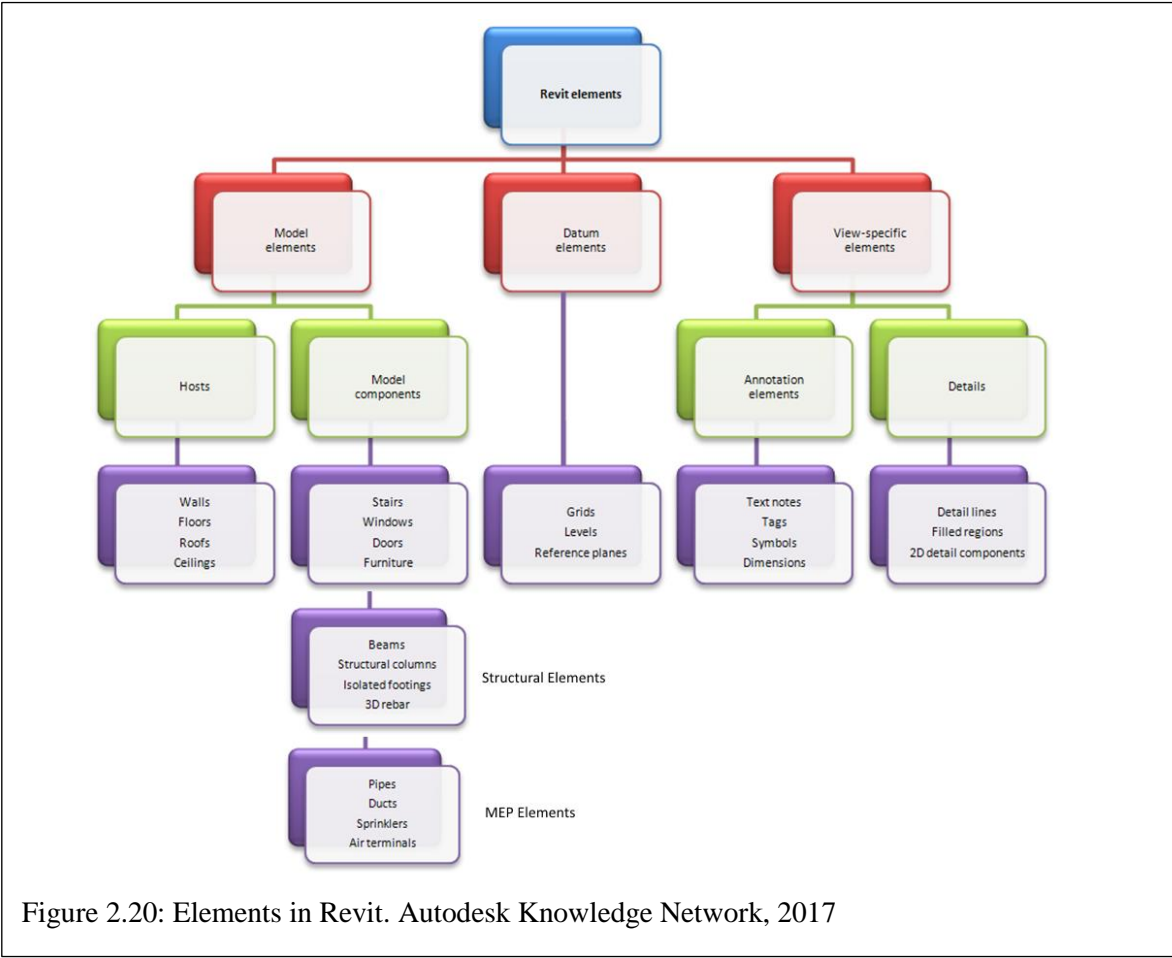 Revit elements
Model
elements
Datum
elements
View-specific
elements
Hosts
Model
components
Annotation
elements
Details
Walls
Floors
Roofs
Ceilings
Stairs
Windows
Doors
Furniture
Grids
Levels
Reference planes
Text notes
Tags
Symbols
Dimensions
Detail lines
Filled regions
2D detail components
Beams
Structural columns
Isolated footings
3D rebar
Structural Elements
Pipes
Ducts
Sprinklers
Air terminals
MEP Elements
Figure 2.20: Elements in Revit. Autodesk Knowledge Network, 2017